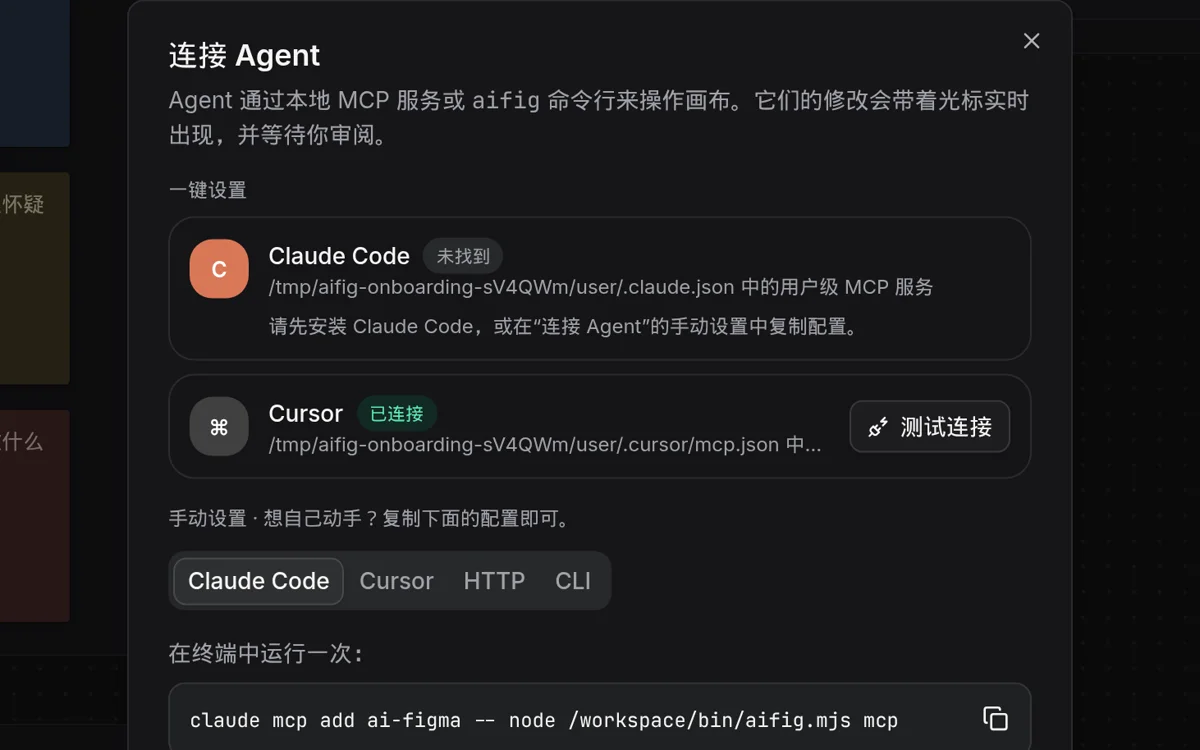 连接 Agent
Agent 通过本地 MCP 服务或 aifig 命令行来操作画布。它们的修改会带着光标实时
出现，并等待你审阅。
一键设置
怀疑
C
Claude Code 未找到
/tmp/aifig-onboarding-sV4QWm/user/.claude.json 中的用户级 MCP 服务
请先安装 Claude Code，或在“连接 Agent”的手动设置中复制配置。
⌘
Cursor 已连接
/tmp/aifig-onboarding-sV4QWm/user/.cursor/mcp.json 中...
测试连接
什么
手动设置 · 想自己动手？复制下面的配置即可。
Claude Code Cursor HTTP CLI
在终端中运行一次：
claude mcp add ai-figma -- node /workspace/bin/aifig.mjs mcp